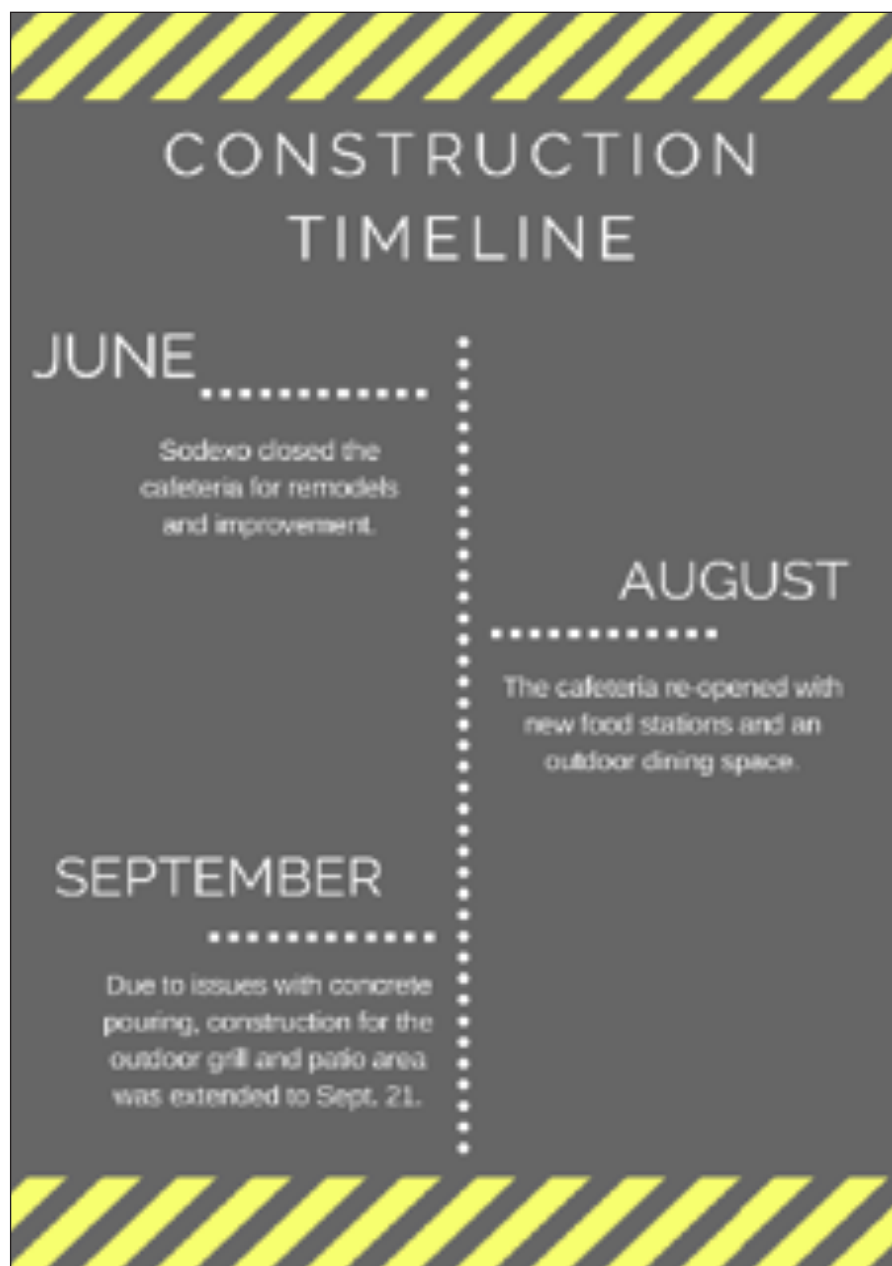 CONSTRUCTION
TIMELINE
JUNE
Sodexo closed the
cafeteria for remodels
and improvement.
AUGUST
The cafeteria re-opened with
new food stations and an
outdoor dining space.
SEPTEMBER
Due to issues with concrete
pouring, construction for the
outdoor grill and patio area
was extended to Sept. 21.